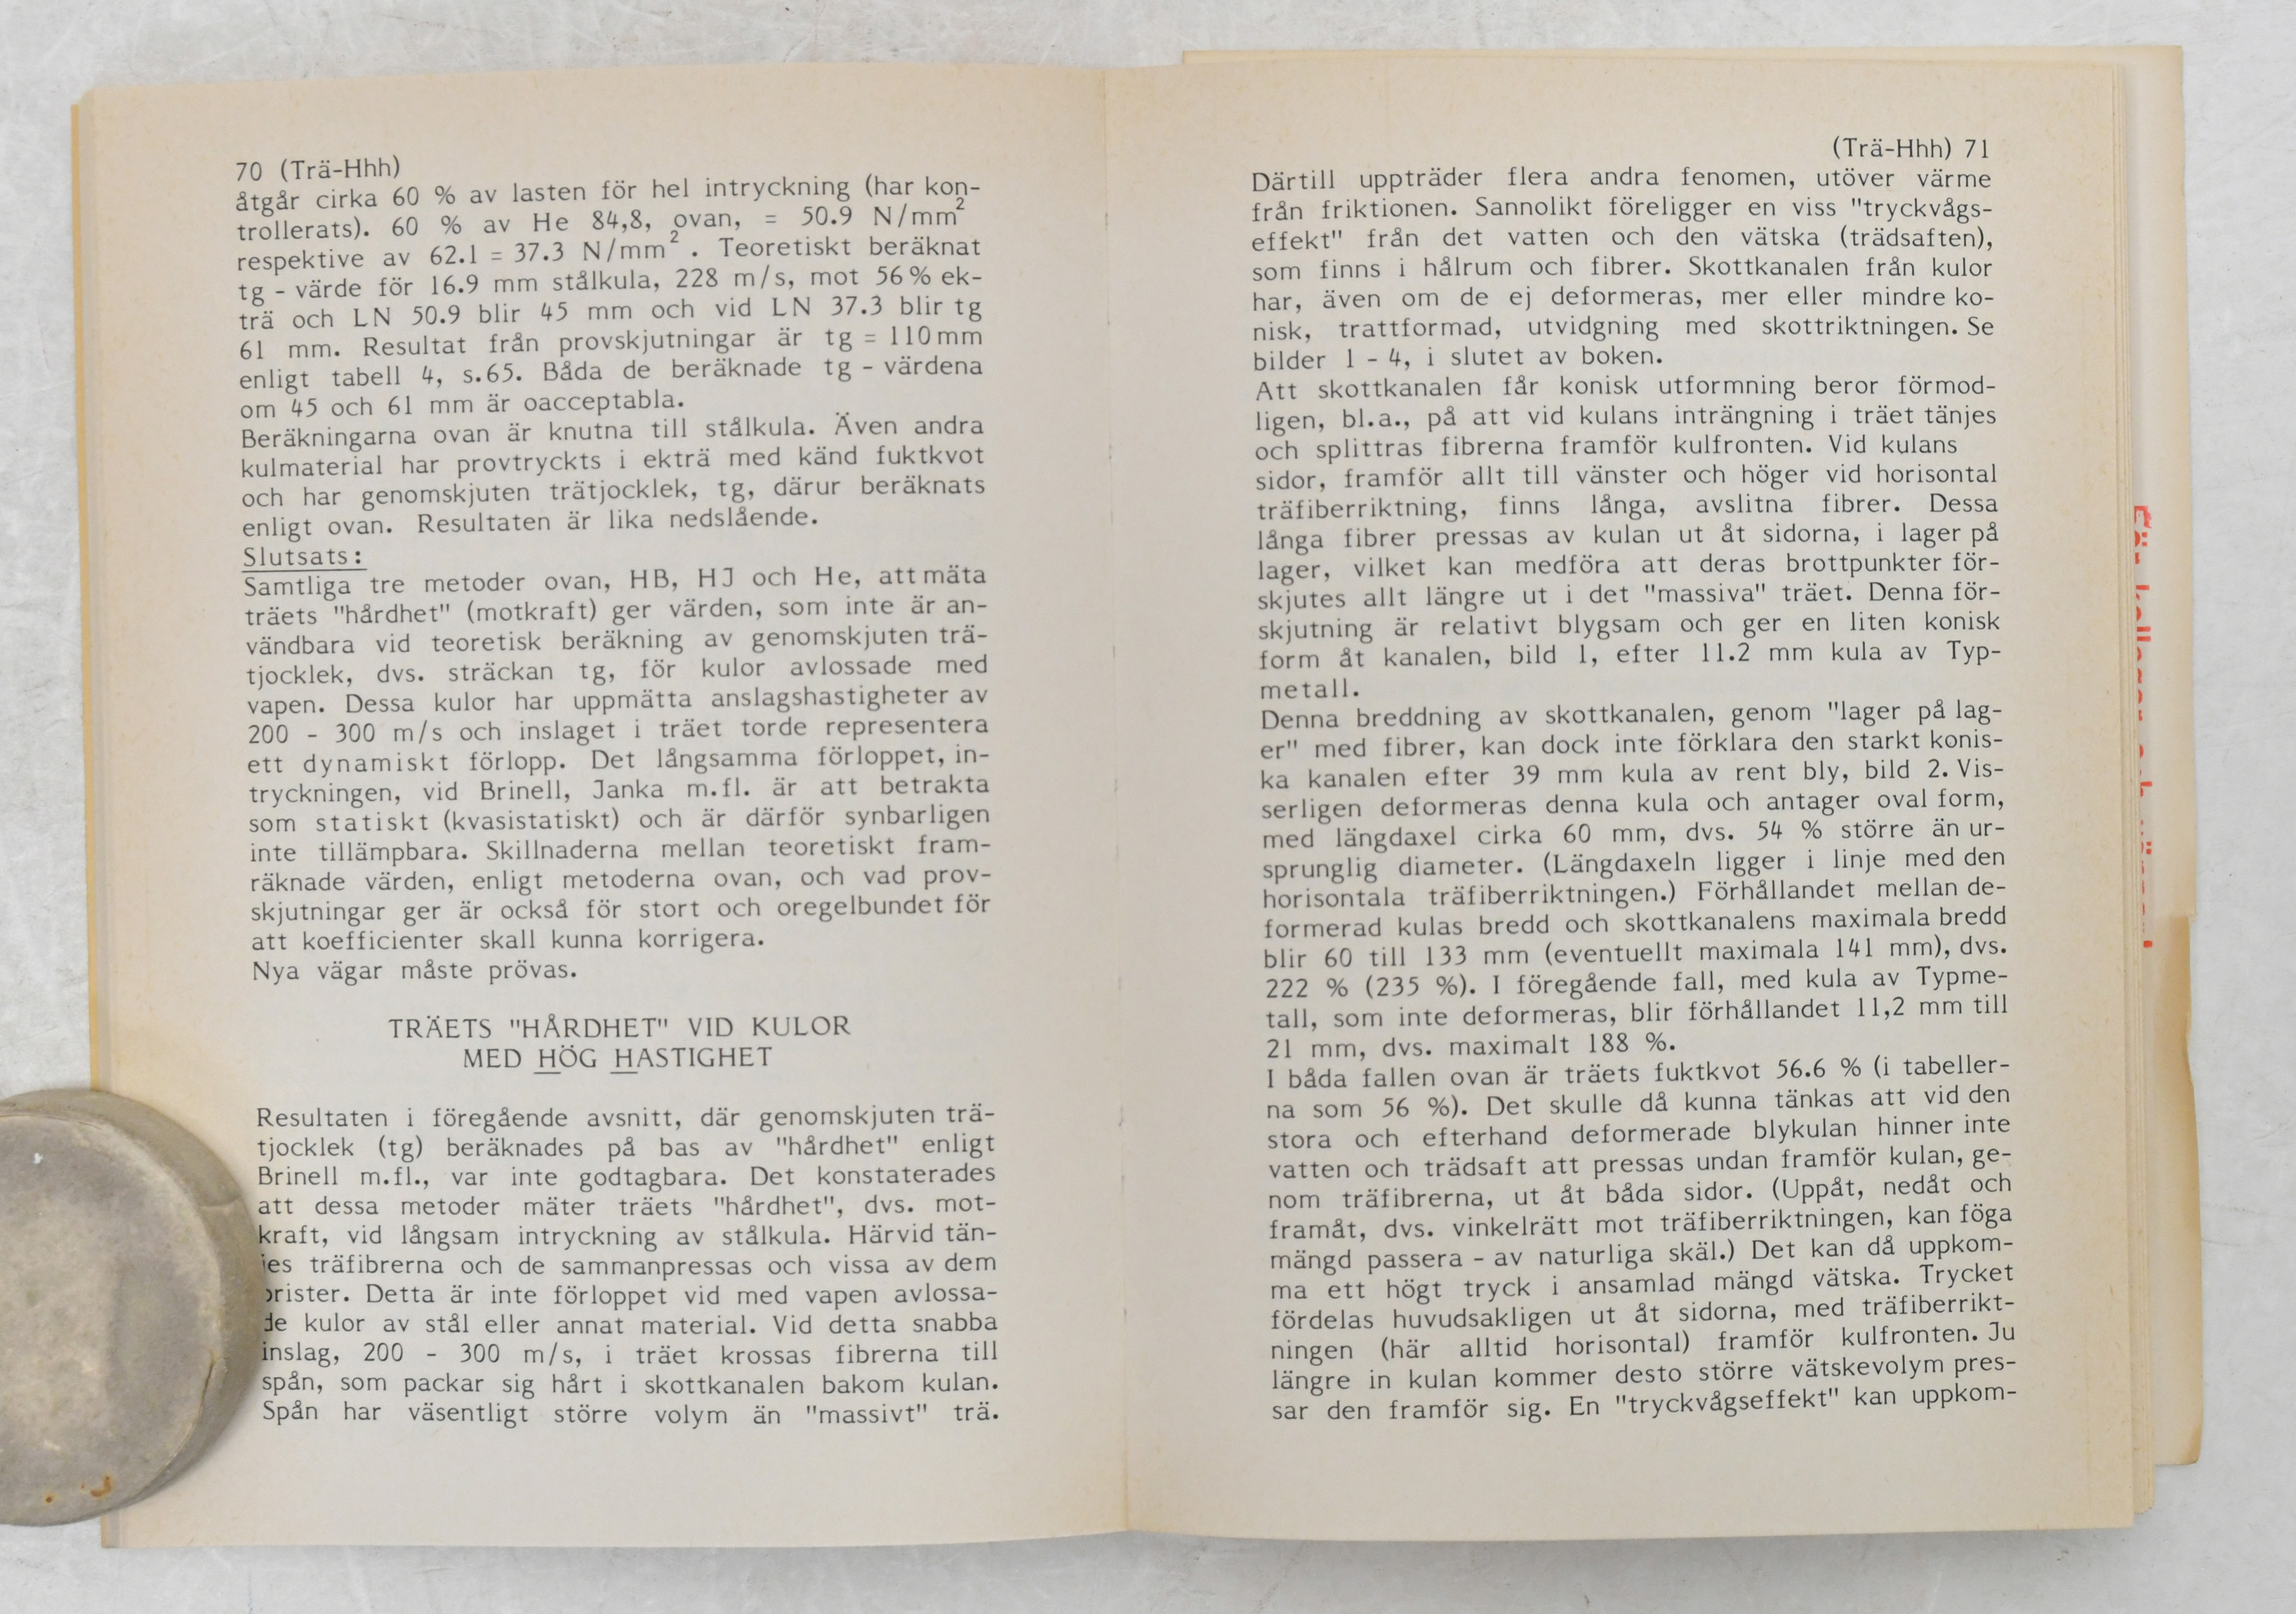 70 (Trä-Hhh)
åtgår cirka 60 % av lasten för hel intryckning (har kon-
trollerats). 60 % av He 84,8, ovan, = 50.9 N/mm²
respektive av 62.1 = 37.3 N/mm². Teoretiskt beräknat
tg - värde för 16.9 mm stålkula, 228 m/s, mot 56 % ek-
trä och LN 50.9 blir 45 mm och vid LN 37.3 blir tg
61 mm. Resultat från provskjutningar är tg = 110 mm
enligt tabell 4, s.65. Båda de beräknade tg - värdena
om 45 och 61 mm är oacceptabla.
Beräkningarna ovan är knutna till stålkula. Även andra
kulmaterial har provtryckts i ekträ med känd fuktkvot
och har genomskjuten trätjocklek, tg, därur beräknats
enligt ovan. Resultaten är lika nedslående.
Slutsats:
Samtliga tre metoder ovan, HB, HJ och He, att mäta
träets "hårdhet" (motkraft) ger värden, som inte är an-
vändbara vid teoretisk beräkning av genomskjuten trä-
tjocklek, dvs. sträckan tg, för kulor avlossade med
vapen. Dessa kulor har uppmätta anslagshastigheter av
200 - 300 m/s och inslaget i träet torde representera
ett dynamiskt förlopp. Det långsamma förloppet, in-
tryckningen, vid Brinell, Janka m.fl. är att betrakta
som statiskt (kvasistatiskt) och är därför synbarligen
inte tillämpbara. Skillnaderna mellan teoretiskt fram-
räknade värden, enligt metoderna ovan, och vad prov-
skjutningar ger är också för stort och oregelbundet för
att koefficienter skall kunna korrigera.
Nya vägar måste prövas.
TRÄETS "HÅRDHET" VID KULOR
MED HÖG HASTIGHET
Resultaten i föregående avsnitt, där genomskjuten trä-
tjocklek (tg) beräknades på bas av "hårdhet" enligt
Brinell m.fl., var inte godtagbara. Det konstaterades
att dessa metoder mäter träets "hårdhet", dvs. mot-
kraft, vid långsam intryckning av stålkula. Härvid tän-
jes träfibrerna och de sammanpressas och vissa av dem
brister. Detta är inte förloppet vid med vapen avlossa-
de kulor av stål eller annat material. Vid detta snabba
inslag, 200 - 300 m/s, i träet krossas fibrerna till
spån, som packar sig hårt i skottkanalen bakom kulan.
Spån har väsentligt större volym än "massivt" trä.
(Trä-Hhh) 71
Därtill uppträder flera andra fenomen, utöver värme
från friktionen. Sannolikt föreligger en viss "tryckvågs-
effekt" från det vatten och den vätska (trädsaften),
som finns i hålrum och fibrer. Skottkanalen från kulor
har, även om de ej deformeras, mer eller mindre ko-
nisk, trattformad, utvidgning med skottriktningen. Se
bilder 1 - 4, i slutet av boken.
Att skottkanalen får konisk utformning beror förmod-
ligen, bl.a., på att vid kulans inträngning i träet tänjes
och splittras fibrerna framför kulfronten. Vid kulans
sidor, framför allt till vänster och höger vid horisontal
träfiberriktning, finns långa, avslitna fibrer. Dessa
långa fibrer pressas av kulan ut åt sidorna, i lager på
lager, vilket kan medföra att deras brottpunkter för-
skjutes allt längre ut i det "massiva" träet. Denna för-
skjutning är relativt blygsam och ger en liten konisk
form åt kanalen, bild 1, efter 11.2 mm kula av Typ-
metall.
Denna breddning av skottkanalen, genom "lager på lag-
er" med fibrer, kan dock inte förklara den starkt konis-
ka kanalen efter 39 mm kula av rent bly, bild 2. Vis-
serligen deformeras denna kula och antager oval form,
med längdaxel cirka 60 mm, dvs. 54 % större än ur-
sprunglig diameter. (Längdaxeln ligger i linje med den
horisontala träfiberriktningen.) Förhållandet mellan de-
formerad kulas bredd och skottkanalens maximala bredd
blir 60 till 133 mm (eventuellt maximala 141 mm), dvs.
222 % (235 %). I föregående fall, med kula av Typme-
tall, som inte deformeras, blir förhållandet 11,2 mm till
21 mm, dvs. maximalt 188 %.
I båda fallen ovan är träets fuktkvot 56.6 % (i tabeller-
na som 56 %). Det skulle då kunna tänkas att vid den
stora och efterhand deformerade blykulan hinner inte
vatten och trädsaft att pressas undan framför kulan, ge-
nom träfibrerna, ut åt båda sidor. (Uppåt, nedåt och
framåt, dvs. vinkelrätt mot träfiberriktningen, kan föga
mängd passera - av naturliga skäl.) Det kan då uppkom-
ma ett högt tryck i ansamlad mängd vätska. Trycket
fördelas huvudsakligen ut åt sidorna, med träfiberrikt-
ningen (här alltid horisontal) framför kulfronten. Ju
längre in kulan kommer desto större vätskevolym pres-
sar den framför sig. En "tryckvågseffekt" kan uppkom-